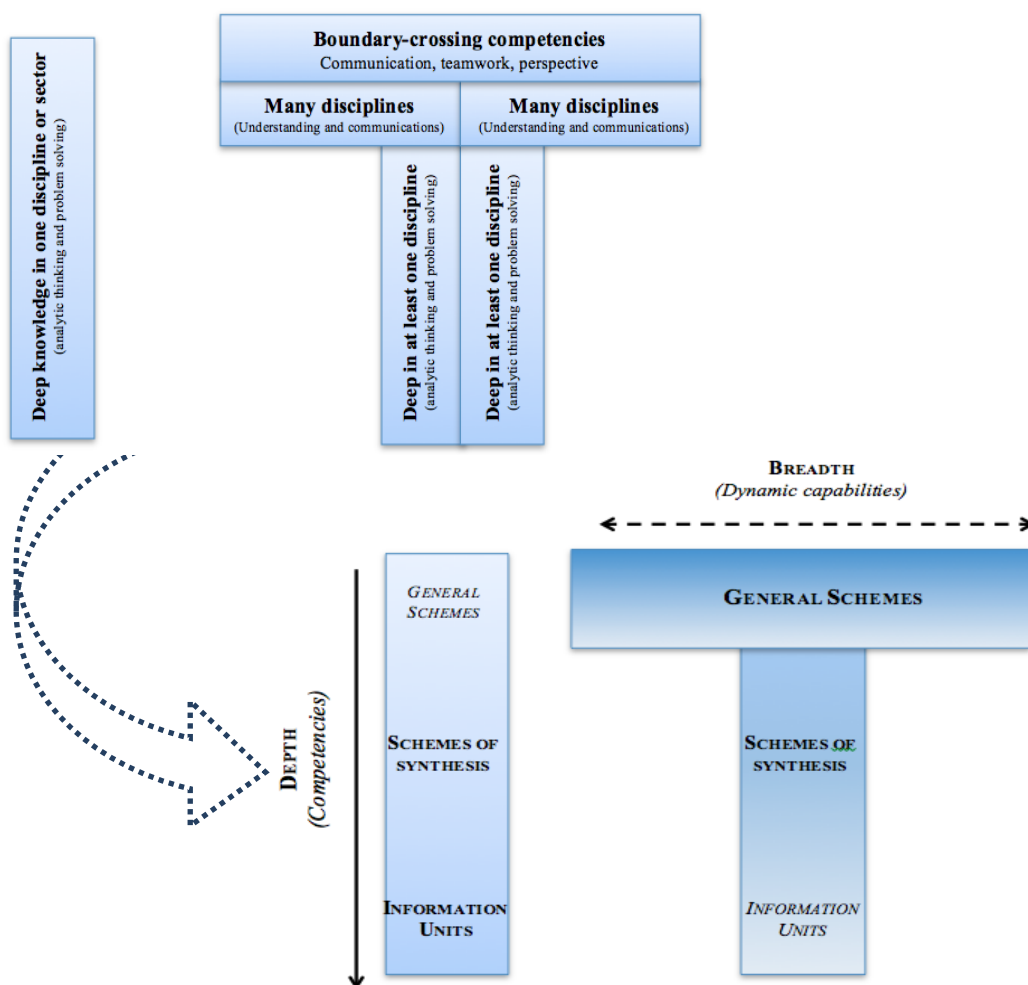 Deep knowledge in one discipline or sector
(analytic thinking and problem solving)
Boundary-crossing competencies
Communication, teamwork, perspective
Many disciplines
(Understanding and communications)
Many disciplines
(Understanding and communications)
Deep in at least one discipline
(analytic thinking and problem solving)
Deep in at least one discipline
(analytic thinking and problem solving)
BREADTH
(Dynamic capabilities)
DEPTH
(Competencies)
GENERAL
SCHEMES
SCHEMES OF
SYNTHESIS
INFORMATION
UNITS
GENERAL SCHEMES
SCHEMES OF
SYNTHESIS
INFORMATION
UNITS